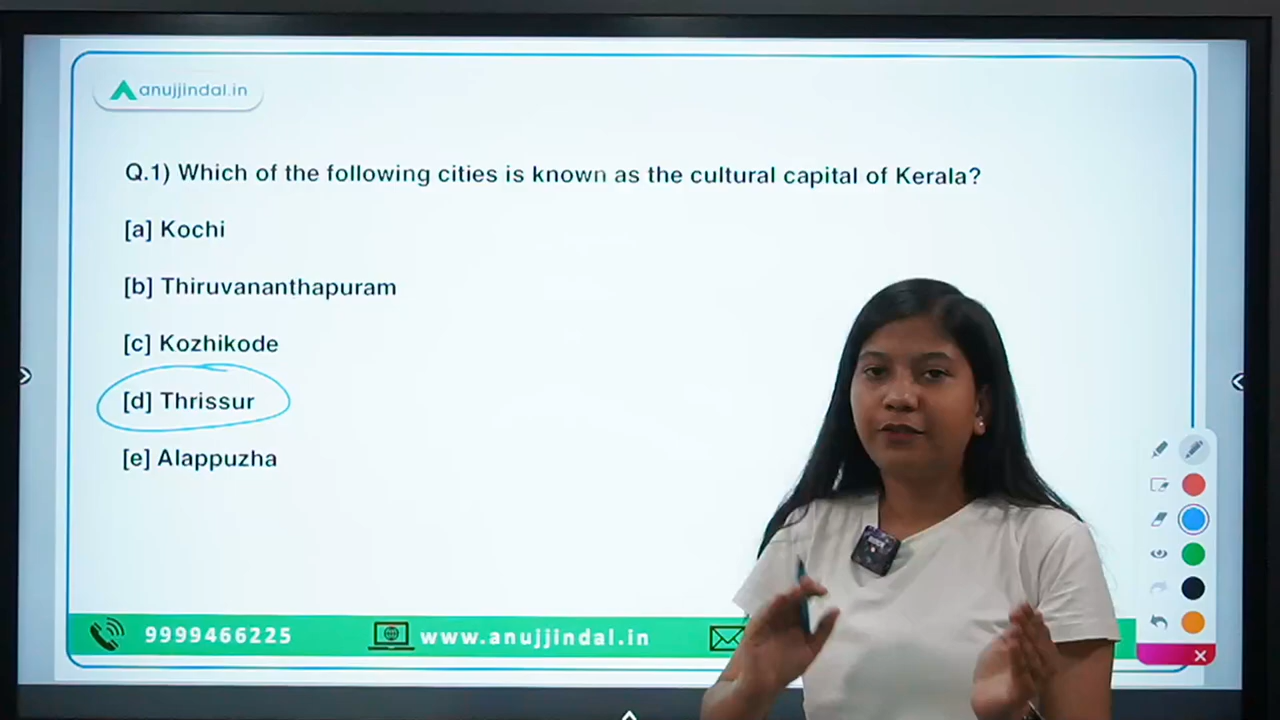 anujjindal.in
Q.1) Which of the following cities is known as the cultural capital of Kerala?
[a] Kochi
[b] Thiruvananthapuram
[c] Kozhikode
[d] Thrissur
[e] Alappuzha
9999466225 www.anujjindal.in